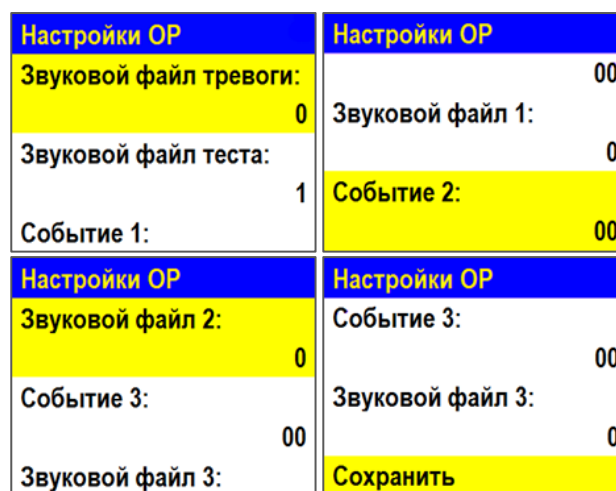 Настройки ОР
Звуковой файл тревоги:
0
Звуковой файл теста:
1
Событие 1:
Настройки ОР
00
Звуковой файл 1:
0
Событие 2:
00
Настройки ОР
Звуковой файл 2:
0
Событие 3:
00
Звуковой файл 3:
Настройки ОР
Событие 3:
00
Звуковой файл 3:
0
Сохранить